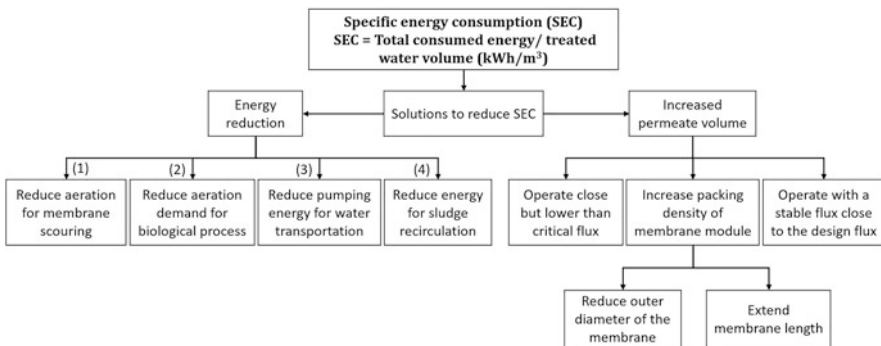 Specific energy consumption (SEC)
SEC = Total consumed energy/ treated
water volume (kWh/m³)
Energy
reduction
Solutions to reduce SEC
Increased
permeate volume
(1)
(2)
(3)
(4)
Reduce aeration
for membrane
scouring
Reduce aeration
demand for
biological process
Reduce pumping
energy for water
transportation
Reduce energy
for sludge
recirculation
Operate close
but lower than
critical flux
Increase packing
density of
membrane module
Operate with a
stable flux close
to the design flux
Reduce outer
diameter of the
membrane
Extend
membrane length